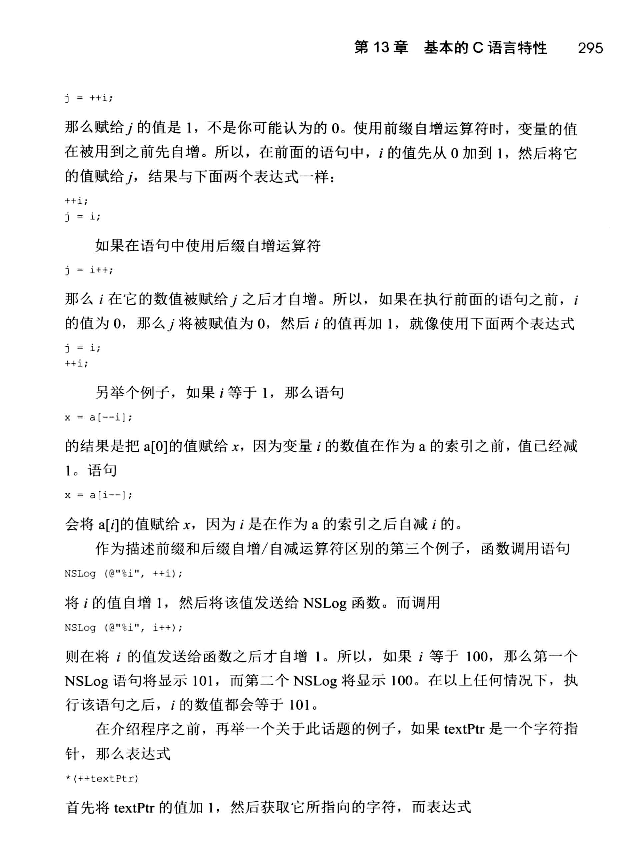 第 13 章 基本的 C 语言特性 295
j = ++i;
那么赋给 j 的值是 1，不是你可能认为的 0。使用前缀自增运算符时，变量的值
在被用到之前先自增。所以，在前面的语句中，i 的值先从 0 加到 1，然后将它
的值赋给 j，结果与下面两个表达式一样：
++i;
j = i;
如果在语句中使用后缀自增运算符
j = i++;
那么 i 在它的数值被赋给 j 之后才自增。所以，如果在执行前面的语句之前，i
的值为 0，那么 j 将被赋值为 0，然后 i 的值再加 1，就像使用下面两个表达式
j = i;
++i;
另举个例子，如果 i 等于 1，那么语句
x = a[--i];
的结果是把 a[0]的值赋给 x，因为变量 i 的数值在作为 a 的索引之前，值已经减
1。语句
x = a[i--];
会将 a[i]的值赋给 x，因为 i 是在作为 a 的索引之后自减 i 的。
作为描述前缀和后缀自增/自减运算符区别的第三个例子，函数调用语句
NSLog (@"%i", ++i);
将 i 的值自增 1，然后将该值发送给 NSLog 函数。而调用
NSLog (@"%i", i++);
则在将 i 的值发送给函数之后才自增 1。所以，如果 i 等于 100，那么第一个
NSLog 语句将显示 101，而第二个 NSLog 将显示 100。在以上任何情况下，执
行该语句之后，i 的数值都会等于 101。
在介绍程序之前，再举一个关于此话题的例子，如果 textPtr 是一个字符指
针，那么表达式
*(++textPtr)
首先将 textPtr 的值加 1，然后获取它所指向的字符，而表达式